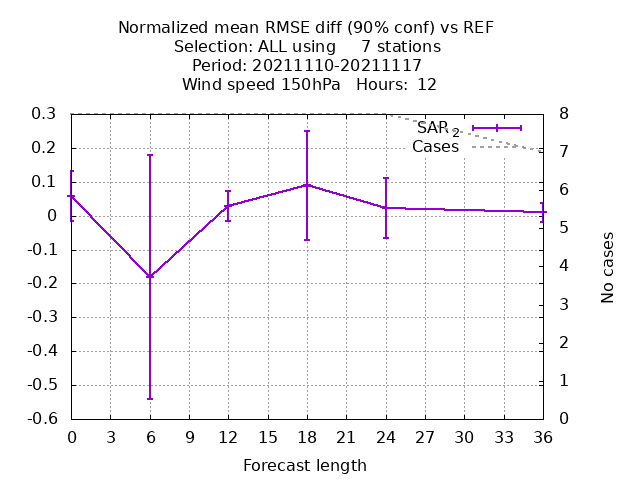 Normalized mean RMSE diff (90% conf) vs REF
Selection: ALL using     7 stations
Period: 20211110-20211117
Wind speed 150hPa   Hours:  12
SAR 2
Cases
0.3
0.2
0.1
0
-0.1
-0.2
-0.3
-0.4
-0.5
-0.6
8
7
6
5
4
3
2
1
0
No cases
0 3 6 9 12 15 18 21 24 27 30 33 36
Forecast length